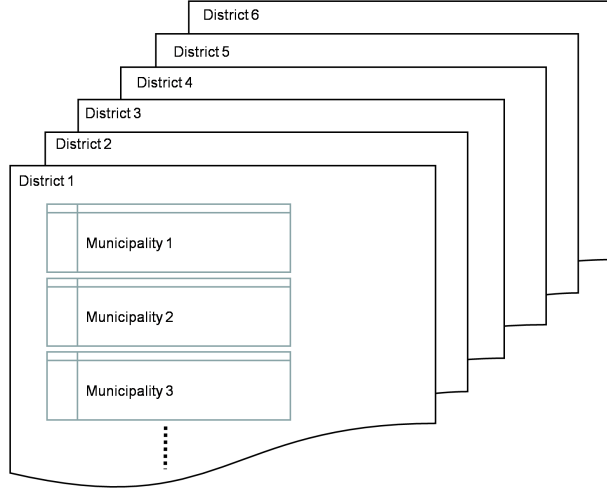 District 6
District 5
District 4
District 3
District 2
District 1
Municipality 1
Municipality 2
Municipality 3